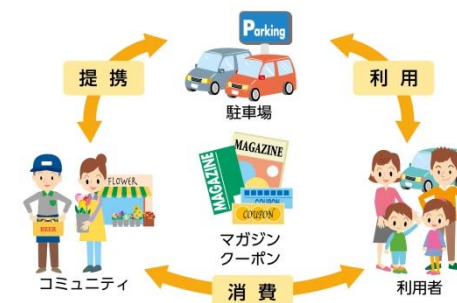 Parking
提携
利用
駐車場
MAGAZINE
MAGAZINE
FLOWER
COUPON
COUPON
BEER
マガジン
クーポン
コミュニティ
消費
利用者